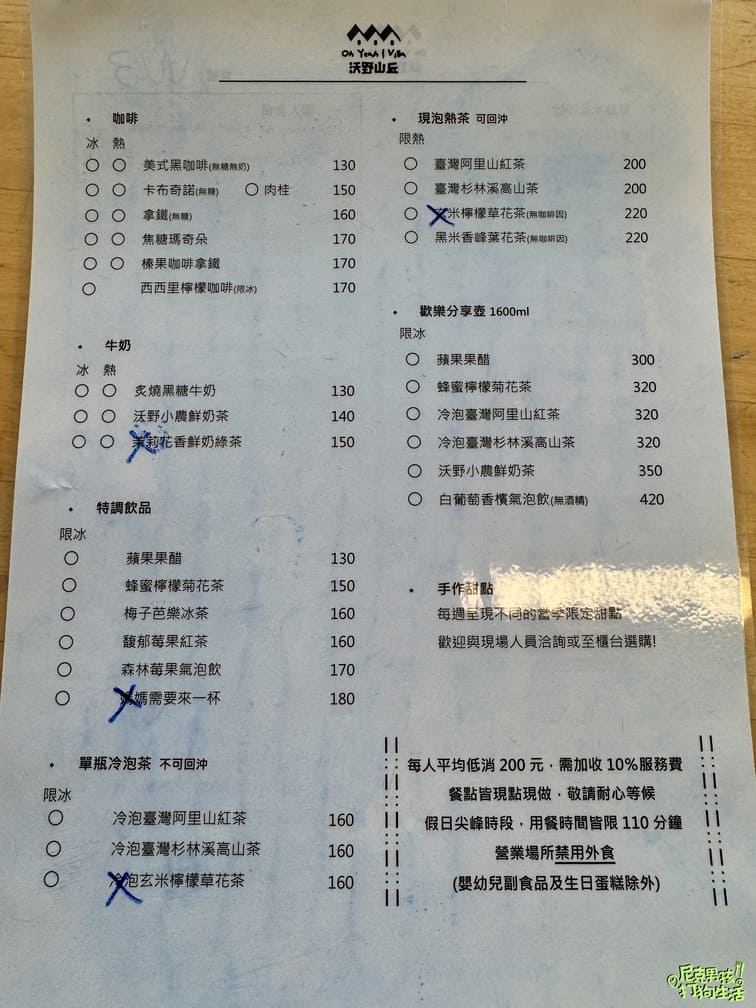 Oh Yeah! Villa
沃野山丘
咖啡
冰 熱
美式黑咖啡(無糖無奶) 130
卡布奇諾(無糖) 肉桂 150
拿鐵(無糖) 160
焦糖瑪奇朵 170
榛果咖啡拿鐵 170
西西里檸檬咖啡(限冰) 170
牛奶
冰 熱
炙燒黑糖牛奶 130
沃野小農鮮奶茶 140
茉莉花香鮮奶綠茶 150
特調飲品
限冰
蘋果果醋 130
蜂蜜檸檬菊花茶 150
梅子芭樂冰茶 160
馥郁莓果紅茶 160
森林莓果氣泡飲 170
媽媽需要來一杯 180
單瓶冷泡茶 不可回沖
限冰
冷泡臺灣阿里山紅茶 160
冷泡臺灣杉林溪高山茶 160
冷泡玄米檸檬草花茶 160
現泡熱茶 可回沖
限熱
臺灣阿里山紅茶 200
臺灣杉林溪高山茶 200
玄米檸檬草花茶(無咖啡因) 220
黑米香峰葉花茶(無咖啡因) 220
歡樂分享壺 1600ml
限冰
蘋果果醋 300
蜂蜜檸檬菊花茶 320
冷泡臺灣阿里山紅茶 320
冷泡臺灣杉林溪高山茶 320
沃野小農鮮奶茶 350
白葡萄香檳氣泡飲(無酒精) 420
手作甜點
每週呈現不同的當季限定甜點
歡迎與現場人員洽詢或至櫃台選購!
每人平均低消 200 元，需加收 10%服務費
餐點皆現點現做，敬請耐心等候
假日尖峰時段，用餐時間皆限 110 分鐘
營業場所禁用外食
(嬰幼兒副食品及生日蛋糕除外)
尼克男孩!!
打狗生活